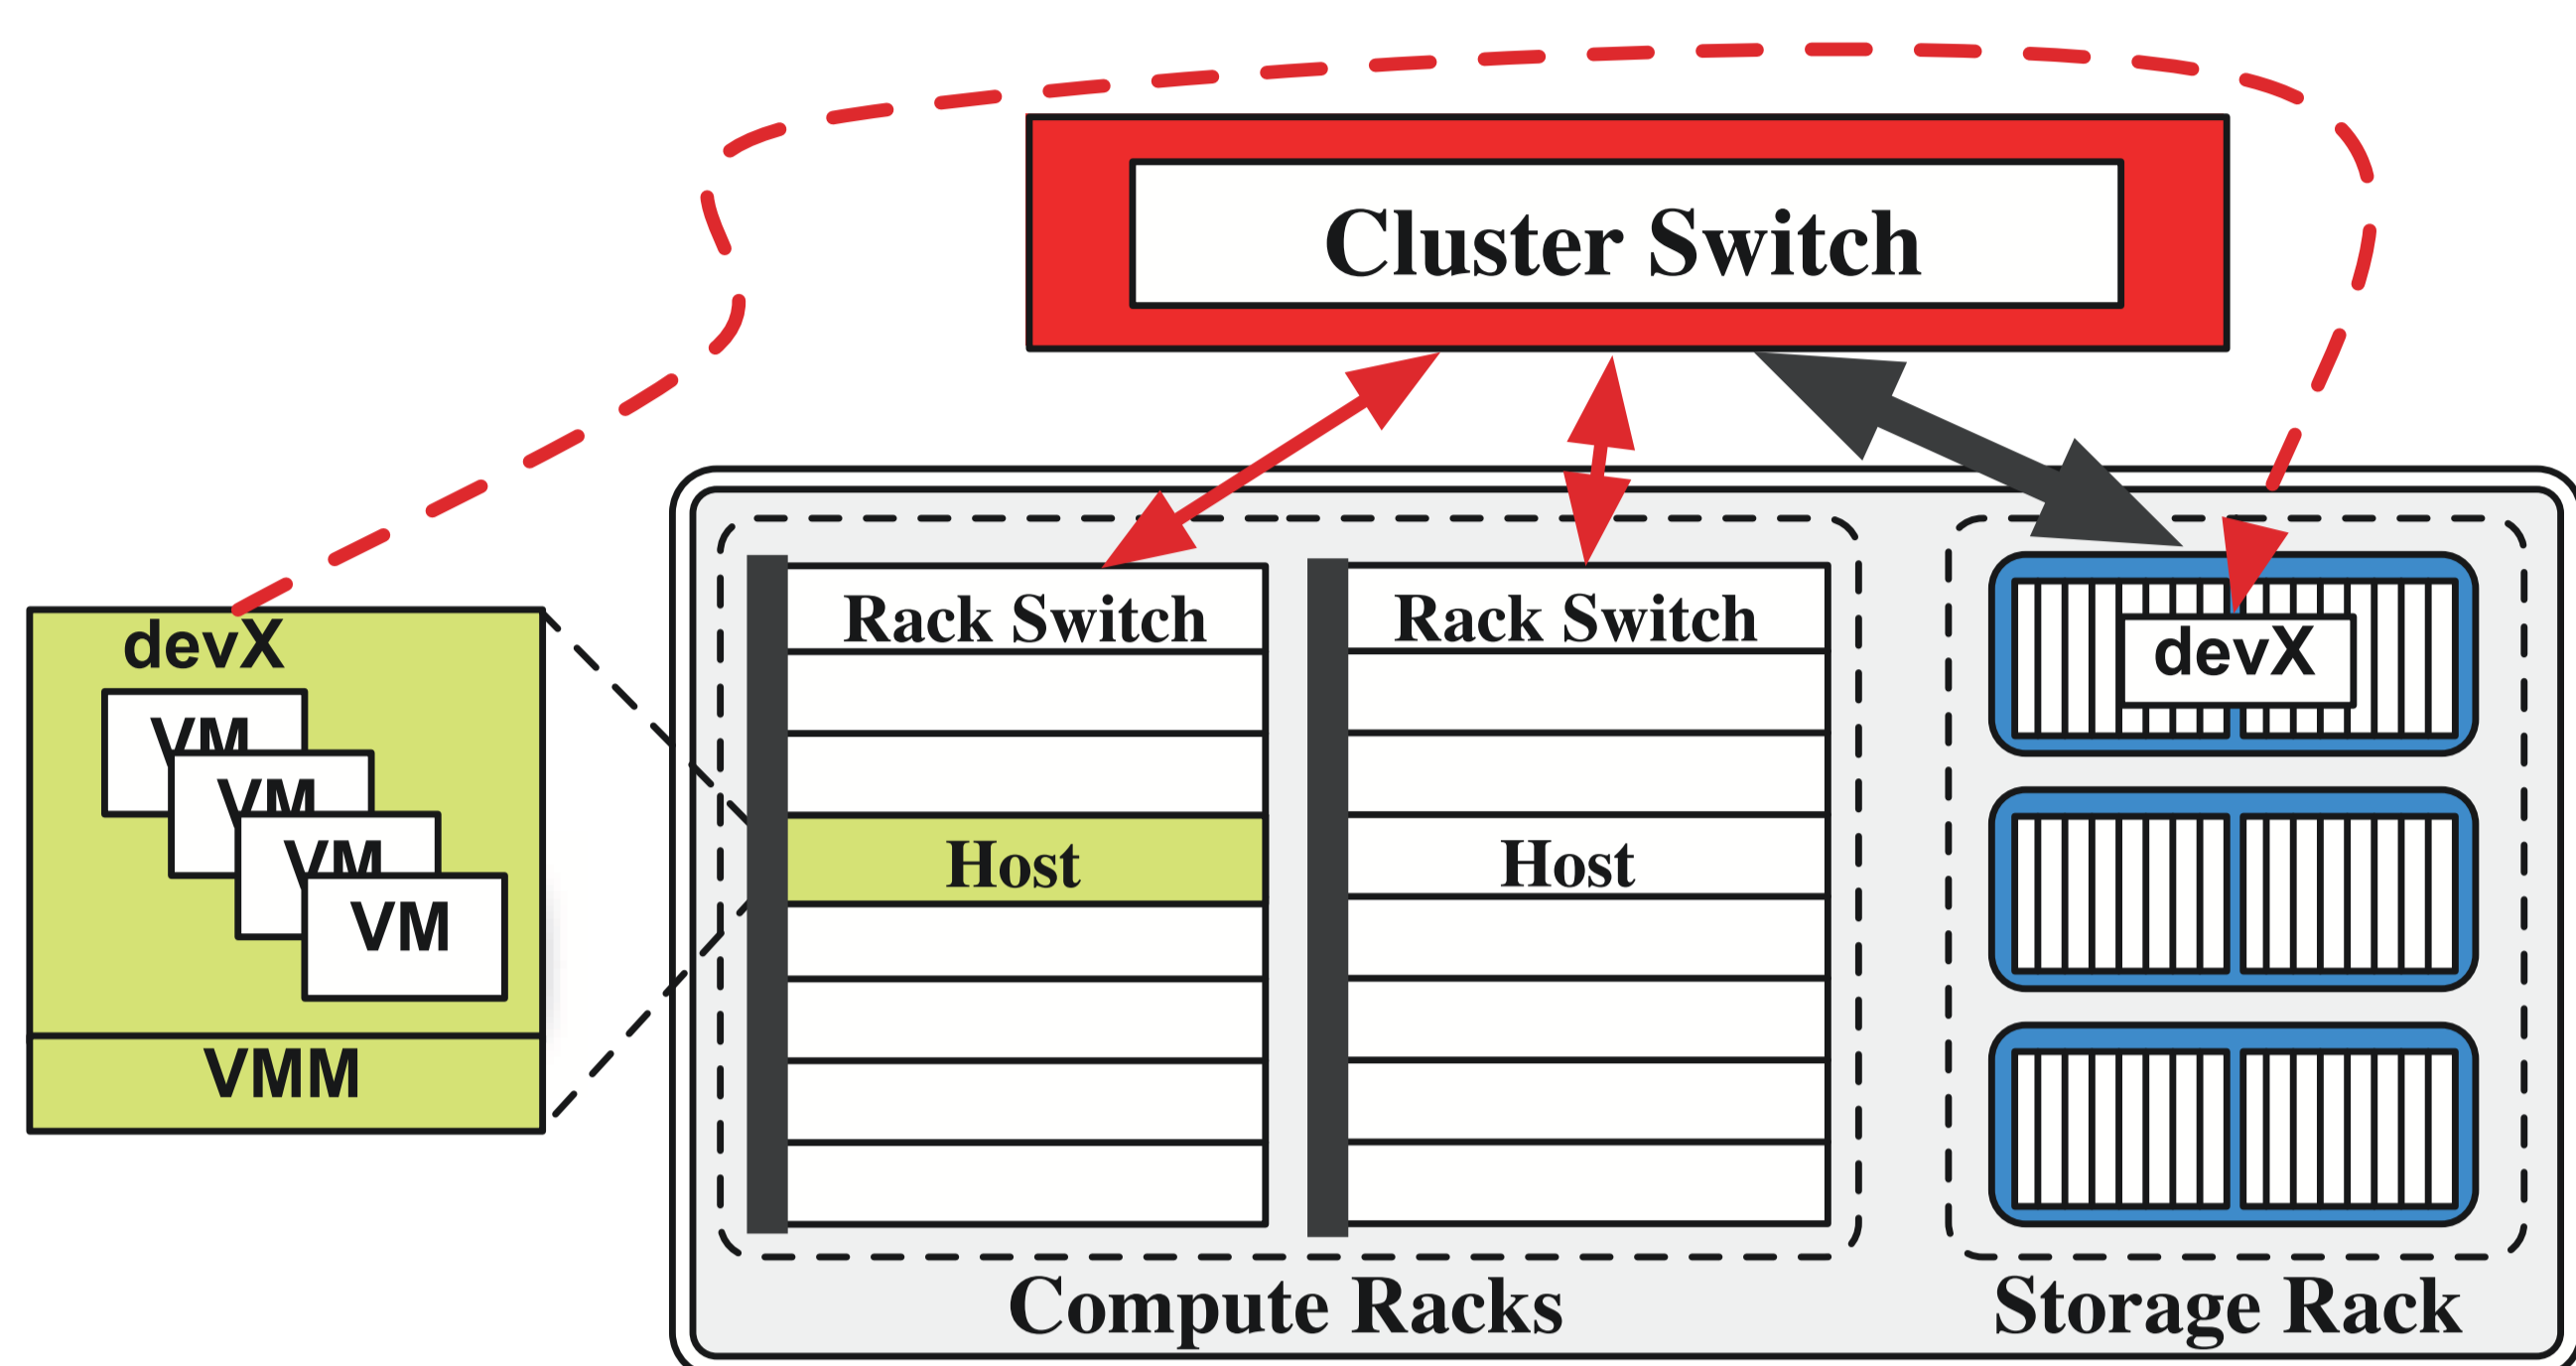 Cluster Switch
devX
VM
VM
VM
VM
VMM
Rack Switch
Host
Rack Switch
Host
devX
Compute Racks
Storage Rack